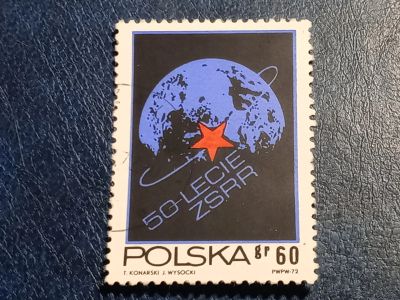 50-LECIE
ZSRR
POLSKA gr 60
T. KONARSKI J. WYSOCKI PWPW-72